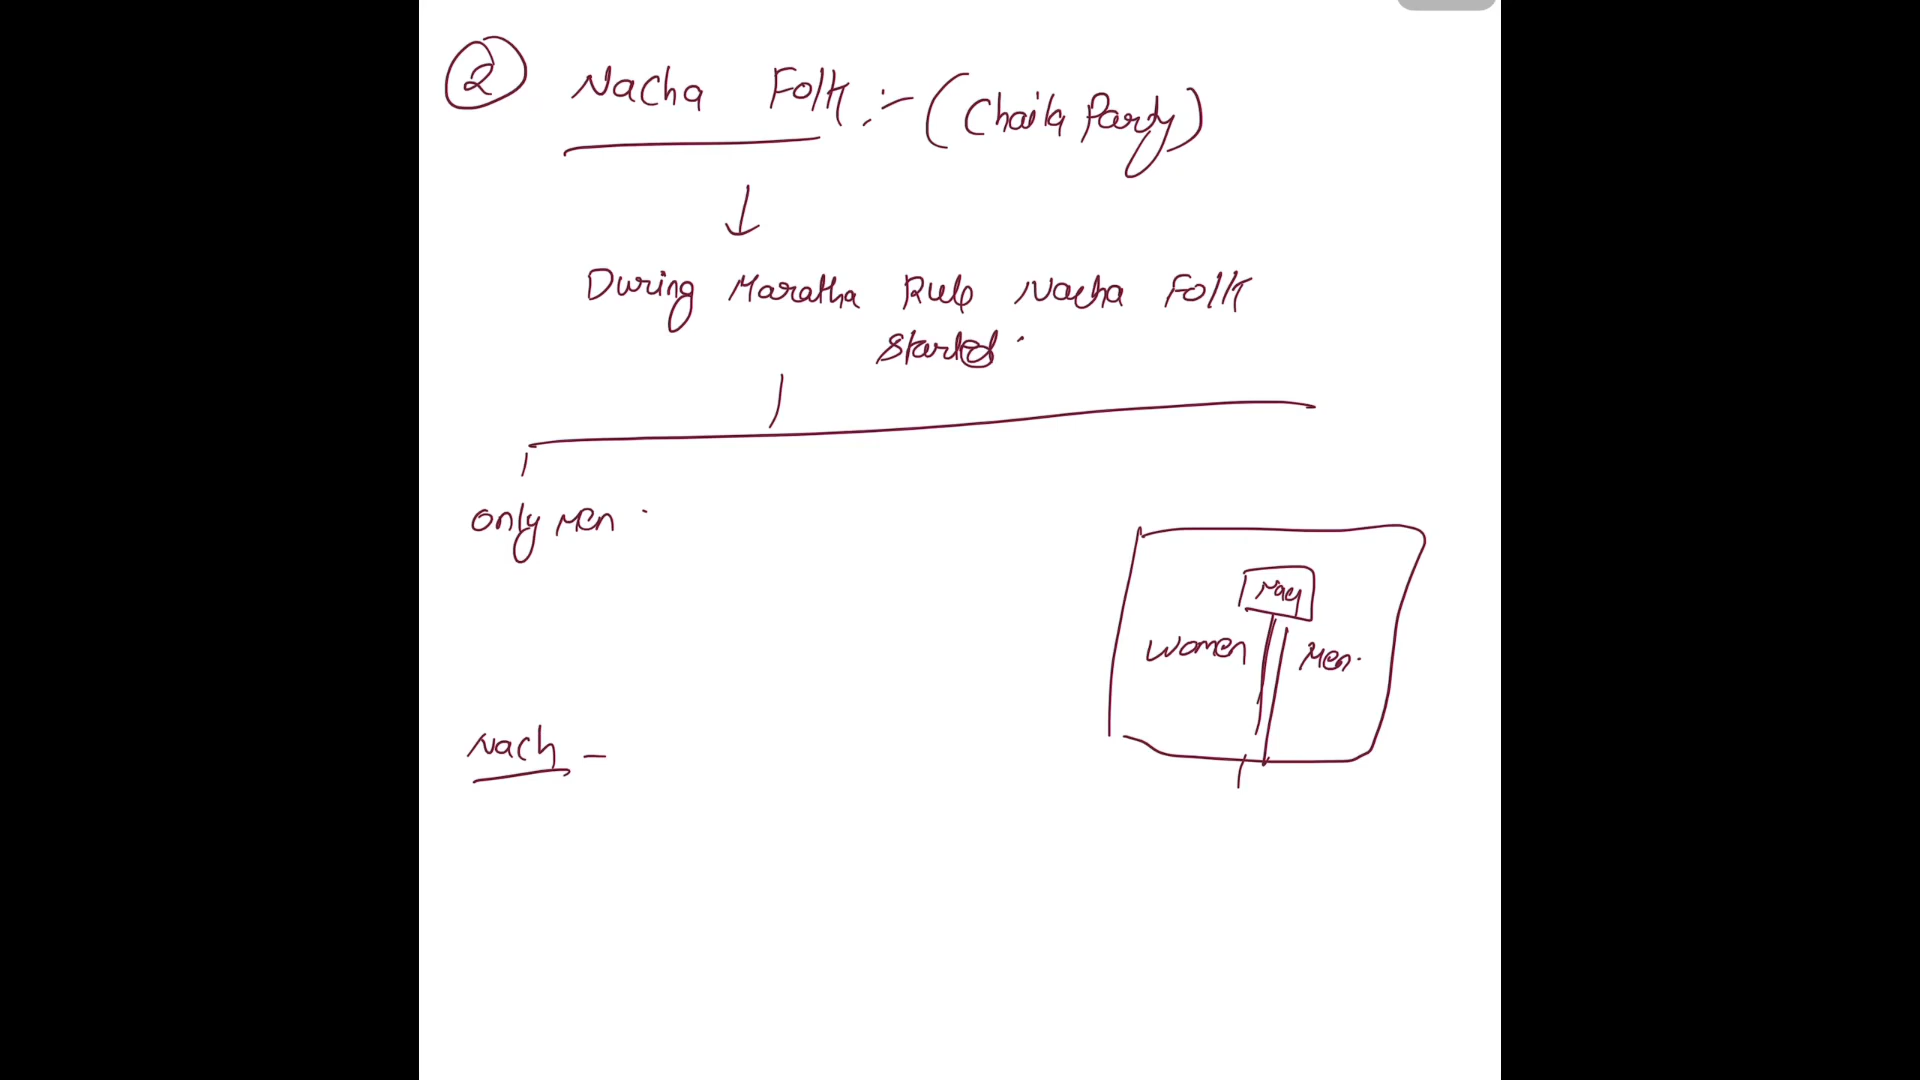 2 Nacha Folk :- (Chaila Party)
During Maratha Rule Nacha Folk
started.
Only Men
Women Men.
Nach -